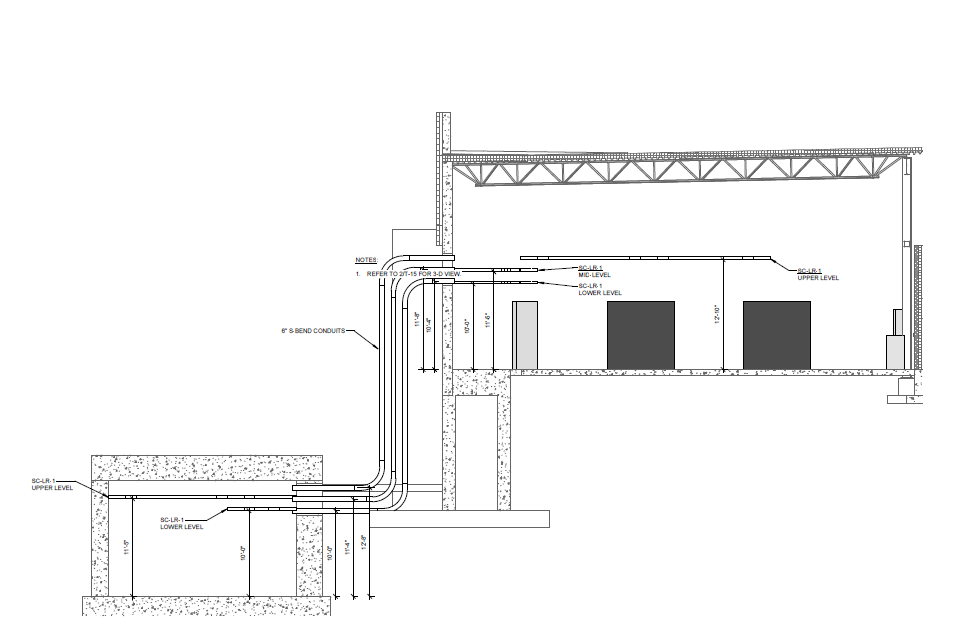 NOTES:
1. REFER TO 2/T-15 FOR 3-D VIEW.
SC-LR-1
MID-LEVEL
SC-LR-1
LOWER LEVEL
SC-LR-1
UPPER LEVEL
6" S-BEND CONDUITS
11'-8"
10'-4"
10'-0"
11'-6"
12'-10"
SC-LR-1
UPPER LEVEL
SC-LR-1
LOWER LEVEL
11'-5"
10'-0"
10'-0"
11'-4"
12'-8"